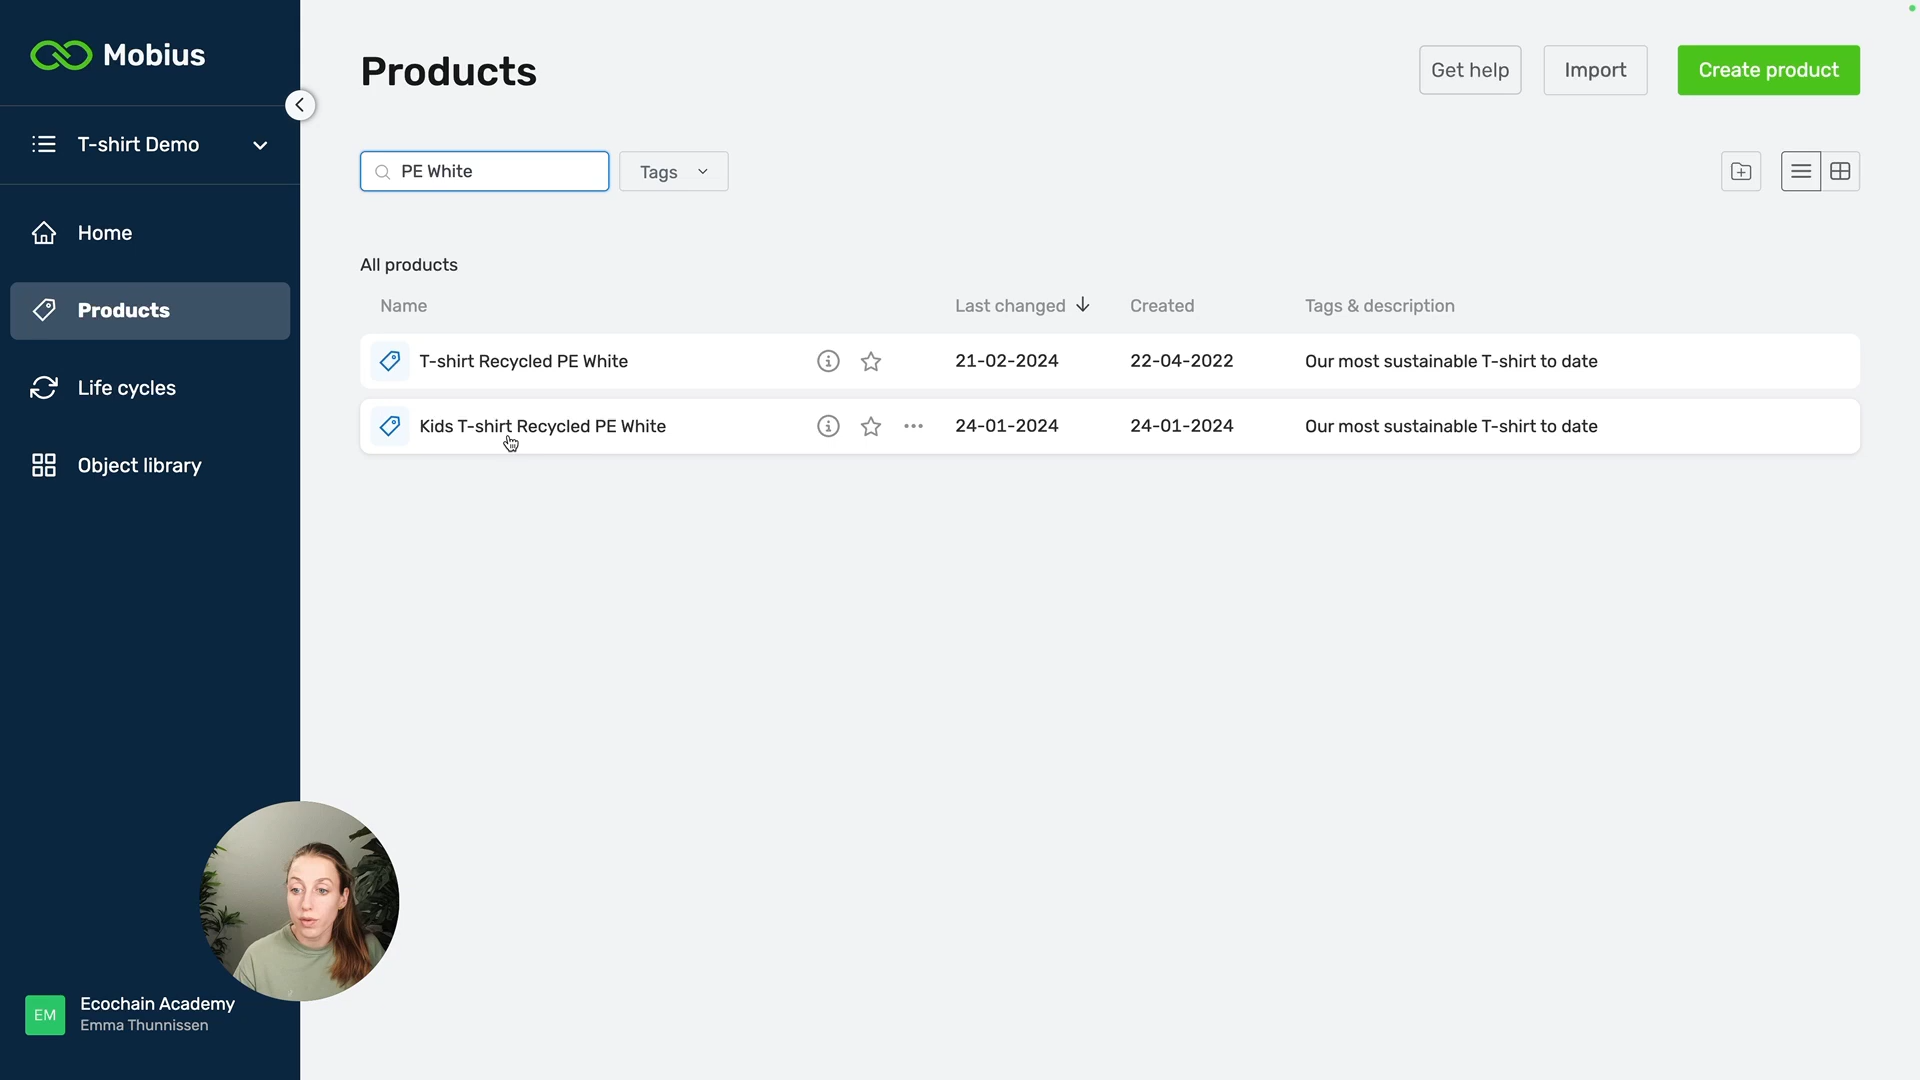 Mobius
T-shirt Demo
Home
Products
Life cycles
Object library
EM
Ecochain Academy
Emma Thunnissen
Products
Get help
Import
Create product
PE White
Tags
All products
Name
Last changed
Created
Tags & description
T-shirt Recycled PE White
21-02-2024
22-04-2022
Our most sustainable T-shirt to date
Kids T-shirt Recycled PE White
24-01-2024
24-01-2024
Our most sustainable T-shirt to date